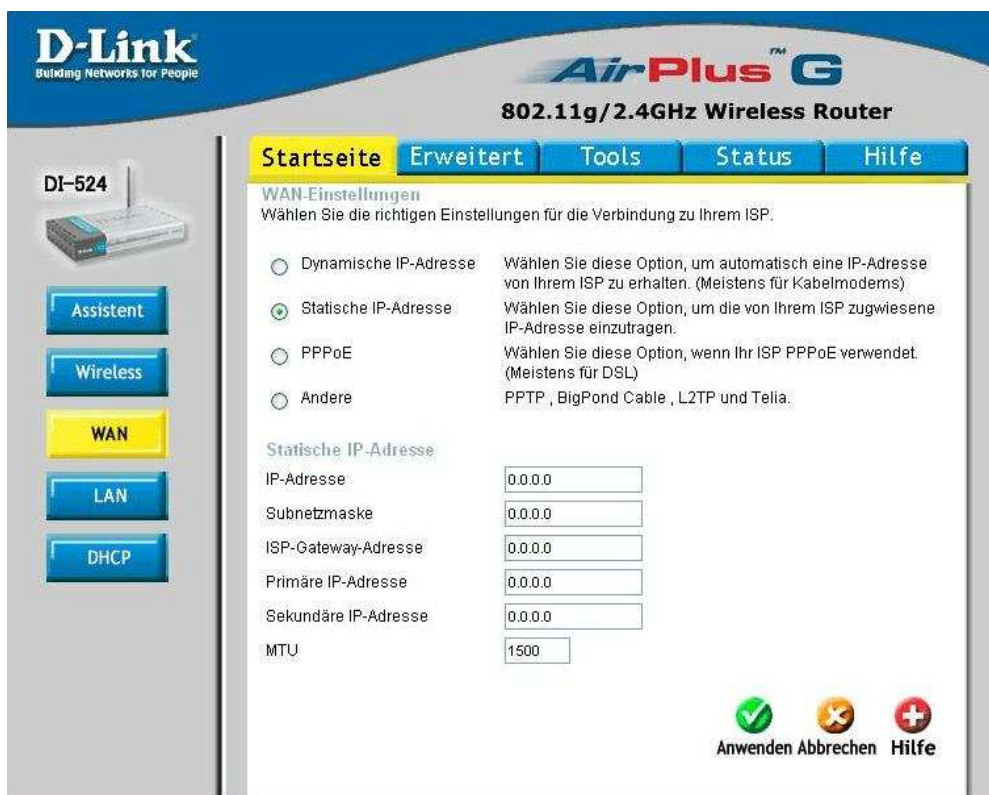 D-Link
Building Networks for People
AirPlus™ G
802.11g/2.4GHz Wireless Router
DI-524
Startseite
Erweitert
Tools
Status
Hilfe
Assistent
Wireless
WAN
LAN
DHCP
WAN-Einstellungen
Wählen Sie die richtigen Einstellungen für die Verbindung zu Ihrem ISP.
Dynamische IP-Adresse
Wählen Sie diese Option, um automatisch eine IP-Adresse
von Ihrem ISP zu erhalten. (Meistens für Kabelmodems)
Statische IP-Adresse
Wählen Sie diese Option, um die von Ihrem ISP zugwiesene
IP-Adresse einzutragen.
PPPoE
Wählen Sie diese Option, wenn Ihr ISP PPPoE verwendet.
(Meistens für DSL)
Andere
PPTP , BigPond Cable , L2TP und Telia.
Statische IP-Adresse
IP-Adresse 0.0.0.0
Subnetzmaske 0.0.0.0
ISP-Gateway-Adresse 0.0.0.0
Primäre IP-Adresse 0.0.0.0
Sekundäre IP-Adresse 0.0.0.0
MTU 1500
Anwenden Abbrechen Hilfe